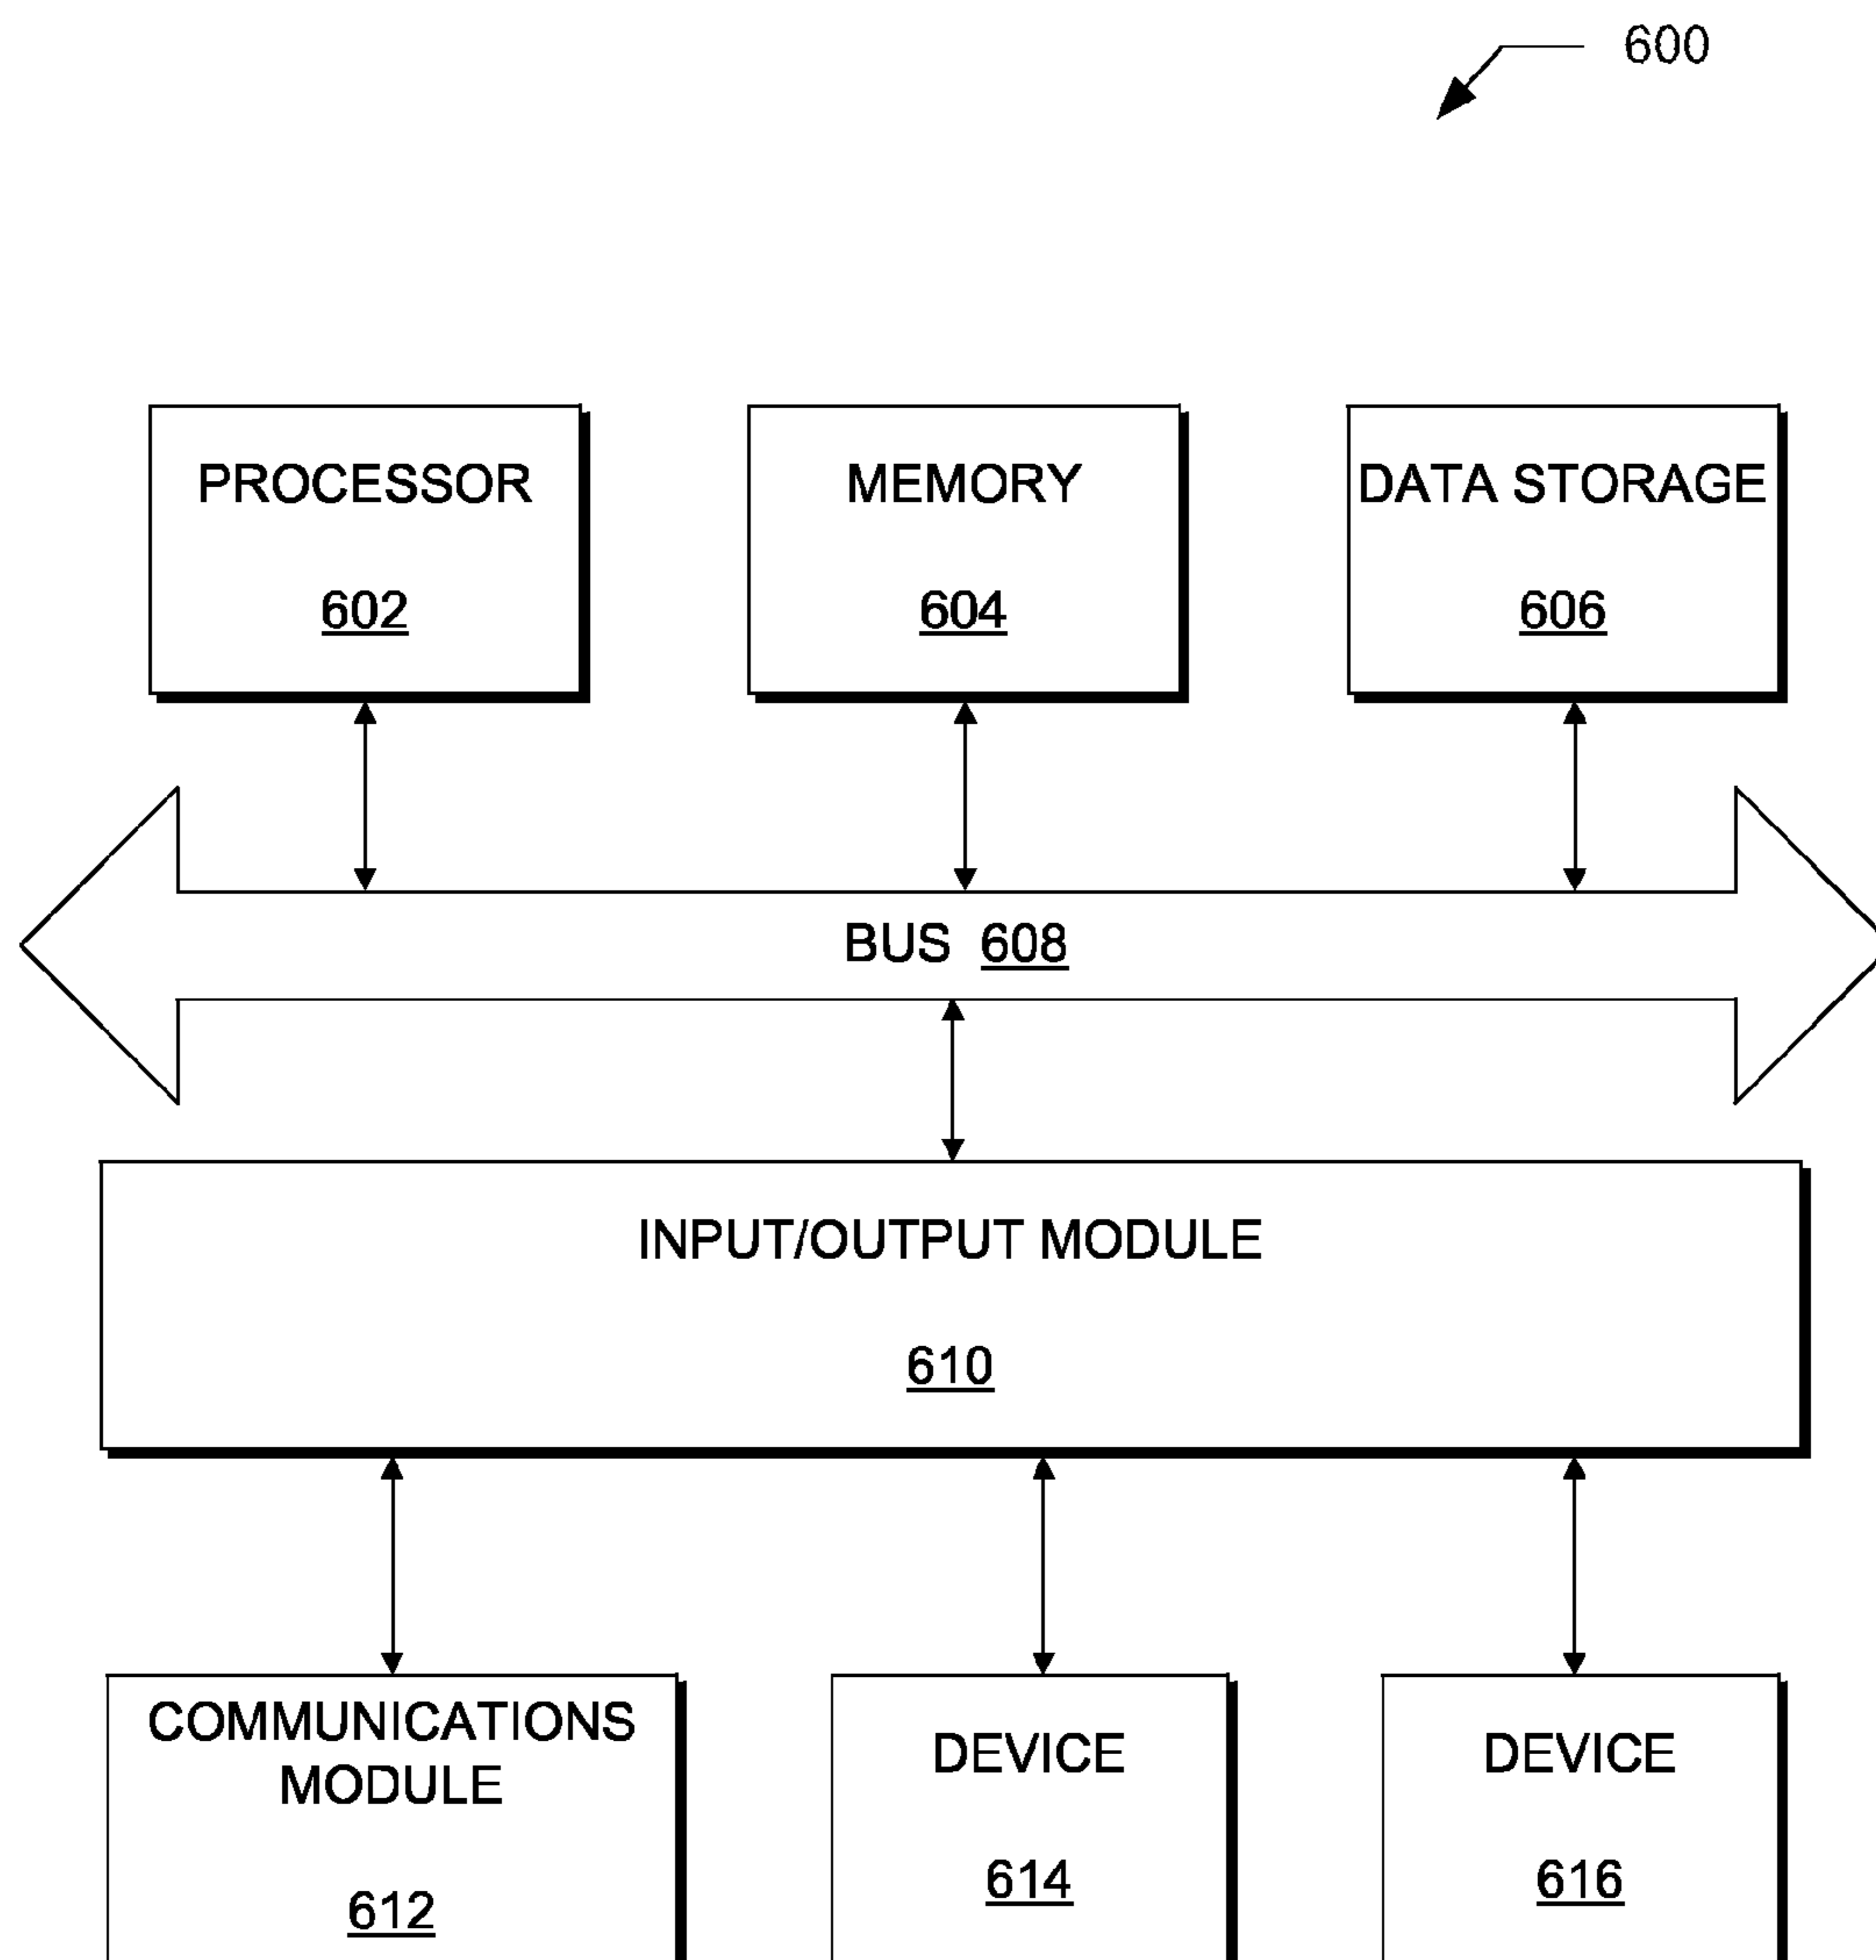 600
PROCESSOR
602
MEMORY
604
DATA STORAGE
606
BUS 608
INPUT/OUTPUT MODULE
610
COMMUNICATIONS
MODULE
612
DEVICE
614
DEVICE
616